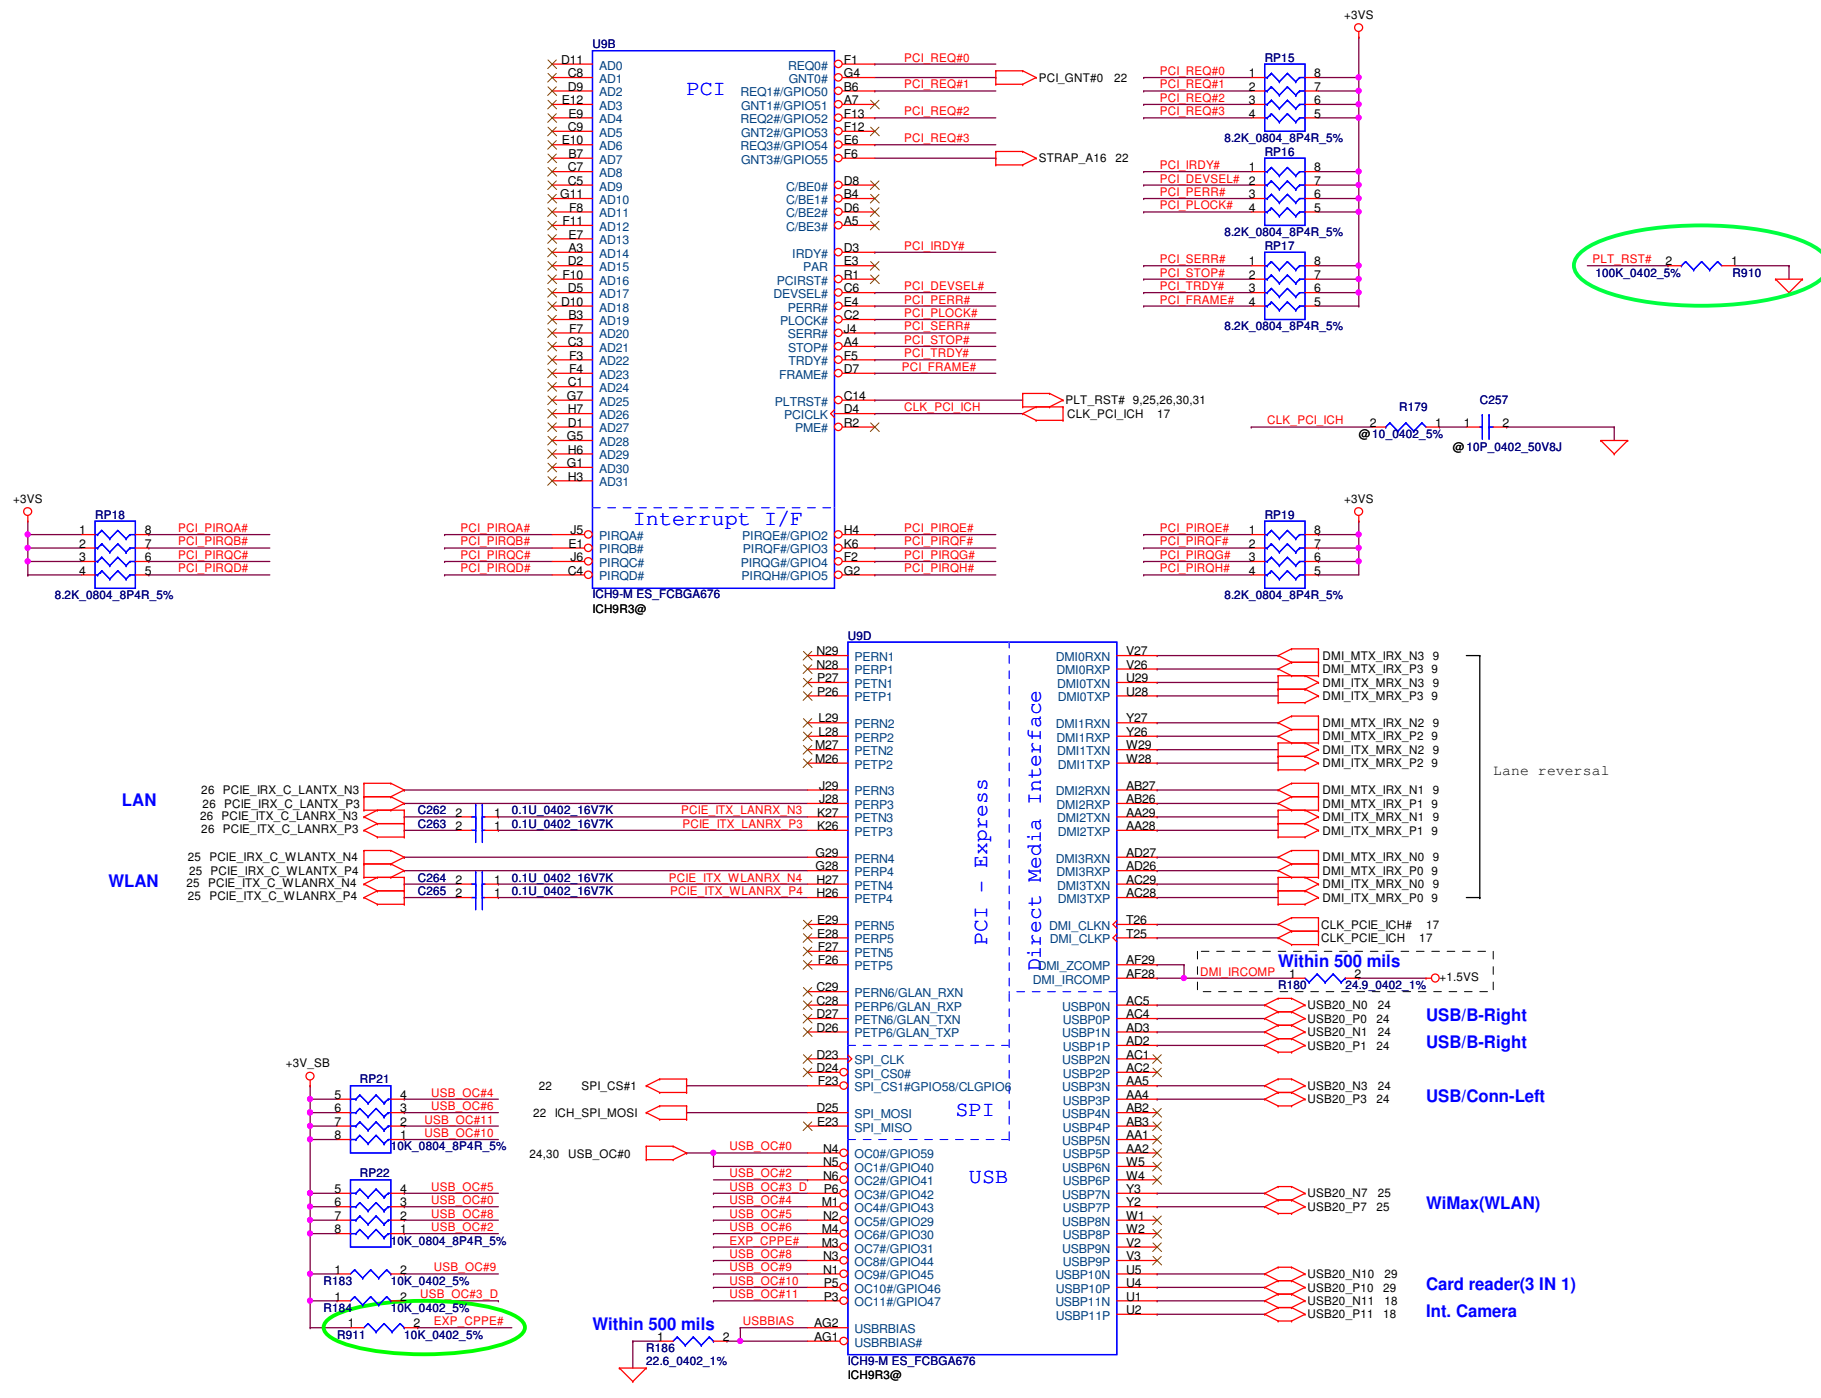 U9B
PCI
D11 AD0
C8 AD1
D9 AD2
E12 AD3
E9 AD4
C9 AD5
E10 AD6
B7 AD7
C7 AD8
C5 AD9
G11 AD10
F8 AD11
F11 AD12
E7 AD13
A3 AD14
D2 AD15
F10 AD16
D5 AD17
D10 AD18
B3 AD19
F7 AD20
C3 AD21
F3 AD22
F4 AD23
C1 AD24
G7 AD25
H7 AD26
D1 AD27
G5 AD28
H6 AD29
G1 AD30
H3 AD31
REQ0# F1 PCI_REQ#0
GNT0# G4 PCI_GNT#0 22
REQ1#/GPIO50 B6 PCI_REQ#1
GNT1#/GPIO51 A7
REQ2#/GPIO52 F13 PCI_REQ#2
GNT2#/GPIO53 F12
REQ3#/GPIO54 E6 PCI_REQ#3
GNT3#/GPIO55 F6 STRAP_A16 22
C/BE0# D8
C/BE1# B4
C/BE2# D6
C/BE3# A5
IRDY# D3 PCI_IRDY#
PAR E3
PCIRST# R1
DEVSEL# C6 PCI_DEVSEL#
PERR# E4 PCI_PERR#
PLOCK# C2 PCI_PLOCK#
SERR# J4 PCI_SERR#
STOP# A4 PCI_STOP#
TRDY# F5 PCI_TRDY#
FRAME# D7 PCI_FRAME#
PLTRST# C14 PLT_RST# 9,25,26,30,31
PCICLK D4 CLK_PCI_ICH CLK_PCI_ICH 17
PME# R2
Interrupt I/F
PCI_PIRQA# J5 PIRQA#
PCI_PIRQB# E1 PIRQB#
PCI_PIRQC# J6 PIRQC#
PCI_PIRQD# C4 PIRQD#
PIRQE#/GPIO2 H4 PCI_PIRQE#
PIRQF#/GPIO3 K6 PCI_PIRQF#
PIRQG#/GPIO4 F2 PCI_PIRQG#
PIRQH#/GPIO5 G2 PCI_PIRQH#
ICH9-M ES_FCBGA676
ICH9R3@
+3VS
RP15
PCI_REQ#0 1 8
PCI_REQ#1 2 7
PCI_REQ#2 3 6
PCI_REQ#3 4 5
8.2K_0804_8P4R_5%
RP16
PCI_IRDY# 1 8
PCI_DEVSEL# 2 7
PCI_PERR# 3 6
PCI_PLOCK# 4 5
8.2K_0804_8P4R_5%
RP17
PCI_SERR# 1 8
PCI_STOP# 2 7
PCI_TRDY# 3 6
PCI_FRAME# 4 5
8.2K_0804_8P4R_5%
PLT_RST# 2 1
100K_0402_5% R910
CLK_PCI_ICH 2 R179 1 1 C257 2
@10_0402_5% @10P_0402_50V8J
+3VS
RP18
1 8 PCI_PIRQA#
2 7 PCI_PIRQB#
3 6 PCI_PIRQC#
4 5 PCI_PIRQD#
8.2K_0804_8P4R_5%
+3VS
RP19
PCI_PIRQE# 1 8
PCI_PIRQF# 2 7
PCI_PIRQG# 3 6
PCI_PIRQH# 4 5
8.2K_0804_8P4R_5%
U9D
PCI - Express
Direct Media Interface
N29 PERN1
N28 PERP1
P27 PETN1
P26 PETP1
L29 PERN2
L28 PERP2
M27 PETN2
M26 PETP2
LAN
26 PCIE_IRX_C_LANTX_N3 J29 PERN3
26 PCIE_IRX_C_LANTX_P3 J28 PERP3
26 PCIE_ITX_C_LANRX_N3 C262 2 1 0.1U_0402_16V7K PCIE_ITX_LANRX_N3 K27 PETN3
26 PCIE_ITX_C_LANRX_P3 C263 2 1 0.1U_0402_16V7K PCIE_ITX_LANRX_P3 K26 PETP3
WLAN
25 PCIE_IRX_C_WLANTX_N4 G29 PERN4
25 PCIE_IRX_C_WLANTX_P4 G28 PERP4
25 PCIE_ITX_C_WLANRX_N4 C264 2 1 0.1U_0402_16V7K PCIE_ITX_WLANRX_N4 H27 PETN4
25 PCIE_ITX_C_WLANRX_P4 C265 2 1 0.1U_0402_16V7K PCIE_ITX_WLANRX_P4 H26 PETP4
E29 PERN5
E28 PERP5
F27 PETN5
F26 PETP5
C29 PERN6/GLAN_RXN
C28 PERP6/GLAN_RXP
D27 PETN6/GLAN_TXN
D26 PETP6/GLAN_TXP
D23 SPI_CLK
D24 SPI_CS0#
22 SPI_CS#1 F23 SPI_CS1#GPIO58/CLGPIO6
SPI
22 ICH_SPI_MOSI D25 SPI_MOSI
E23 SPI_MISO
USB
24,30 USB_OC#0 USB_OC#0 N4 OC0#/GPIO59
N5 OC1#/GPIO40
USB_OC#2 N6 OC2#/GPIO41
USB_OC#3_D P6 OC3#/GPIO42
USB_OC#4 M1 OC4#/GPIO43
USB_OC#5 N2 OC5#/GPIO29
USB_OC#6 M4 OC6#/GPIO30
EXP_CPPE# M3 OC7#/GPIO31
USB_OC#8 N3 OC8#/GPIO44
USB_OC#9 N1 OC9#/GPIO45
USB_OC#10 P5 OC10#/GPIO46
USB_OC#11 P3 OC11#/GPIO47
Within 500 mils
USBBIAS AG2 USBRBIAS
AG1 USBRBIAS#
1 R186 2
22.6_0402_1%
ICH9-M ES_FCBGA676
ICH9R3@
DMI0RXN V27 DMI_MTX_IRX_N3 9
DMI0RXP V26 DMI_MTX_IRX_P3 9
DMI0TXN U29 DMI_ITX_MRX_N3 9
DMI0TXP U28 DMI_ITX_MRX_P3 9
DMI1RXN Y27 DMI_MTX_IRX_N2 9
DMI1RXP Y26 DMI_MTX_IRX_P2 9
DMI1TXN W29 DMI_ITX_MRX_N2 9
DMI1TXP W28 DMI_ITX_MRX_P2 9
Lane reversal
DMI2RXN AB27 DMI_MTX_IRX_N1 9
DMI2RXP AB26 DMI_MTX_IRX_P1 9
DMI2TXN AA29 DMI_ITX_MRX_N1 9
DMI2TXP AA28 DMI_ITX_MRX_P1 9
DMI3RXN AD27 DMI_MTX_IRX_N0 9
DMI3RXP AD26 DMI_MTX_IRX_P0 9
DMI3TXN AC29 DMI_ITX_MRX_N0 9
DMI3TXP AC28 DMI_ITX_MRX_P0 9
DMI_CLKN T26 CLK_PCIE_ICH# 17
DMI_CLKP T25 CLK_PCIE_ICH 17
Within 500 mils
DMI_ZCOMP AF29
DMI_IRCOMP AF28 DMI_IRCOMP 1 2 +1.5VS
R180 24.9_0402_1%
USBP0N AC5 USB20_N0 24
USBP0P AC4 USB20_P0 24 USB/B-Right
USBP1N AD3 USB20_N1 24
USBP1P AD2 USB20_P1 24 USB/B-Right
USBP2N AC1
USBP2P AC2
USBP3N AA5 USB20_N3 24
USBP3P AA4 USB20_P3 24 USB/Conn-Left
USBP4N AB2
USBP4P AB3
USBP5N AA1
USBP5P AA2
USBP6N W5
USBP6P W4
USBP7N Y3 USB20_N7 25
USBP7P Y2 USB20_P7 25 WiMax(WLAN)
USBP8N W1
USBP8P W2
USBP9N V2
USBP9P V3
USBP10N U5 USB20_N10 29
USBP10P U4 USB20_P10 29 Card reader(3 IN 1)
USBP11N U1 USB20_N11 18
USBP11P U2 USB20_P11 18 Int. Camera
+3V_SB
RP21
5 4 USB_OC#4
6 3 USB_OC#6
7 2 USB_OC#11
8 1 USB_OC#10
10K_0804_8P4R_5%
RP22
5 4 USB_OC#5
6 3 USB_OC#0
7 2 USB_OC#8
8 1 USB_OC#2
10K_0804_8P4R_5%
1 2 USB_OC#9
R183 10K_0402_5%
1 2 USB_OC#3_D
R184 10K_0402_5%
1 2 EXP_CPPE#
R911 10K_0402_5%